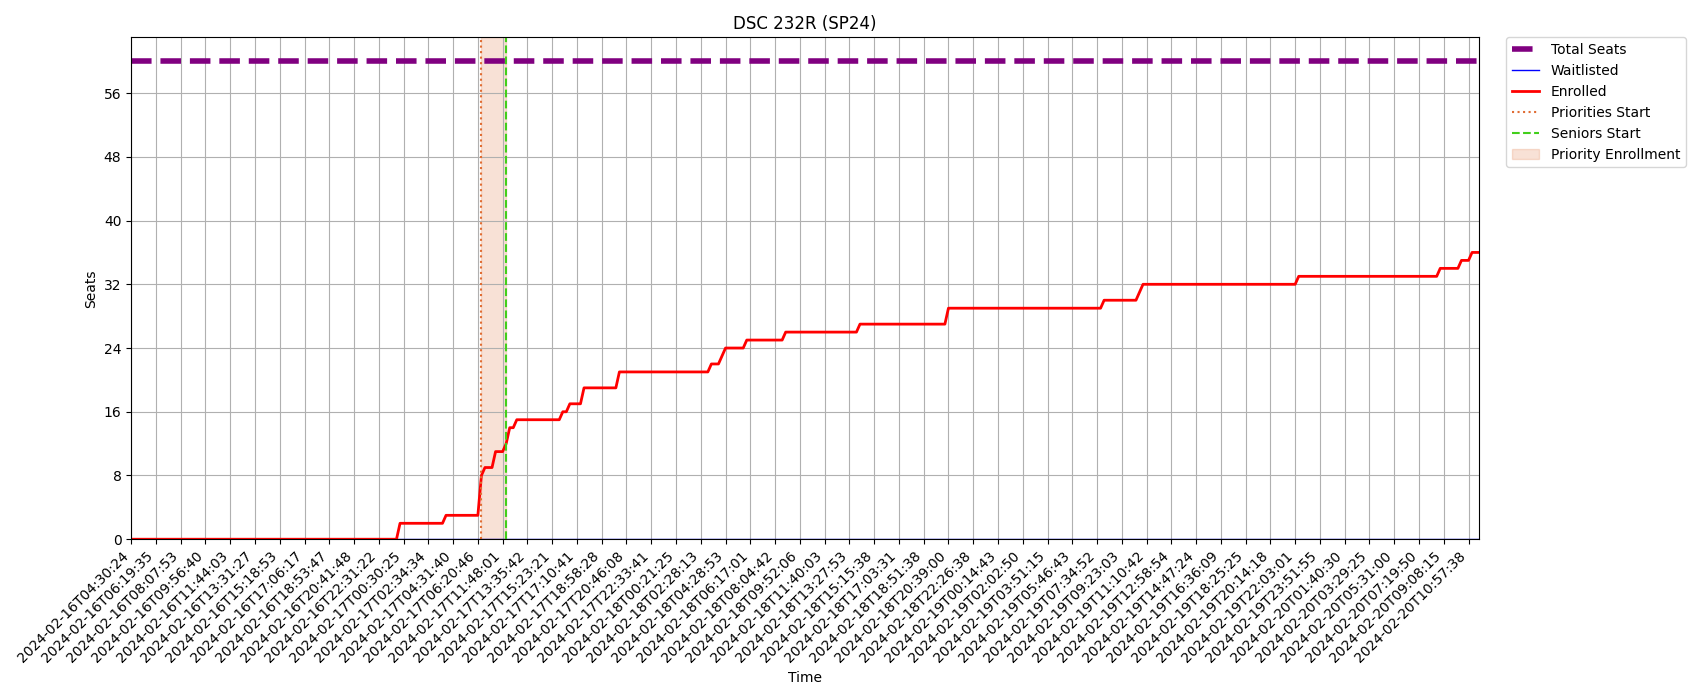 DSC 232R (SP24)
Total Seats
Waitlisted
Enrolled
Priorities Start
Seniors Start
Priority Enrollment
Seats
56
48
40
32
24
16
8
0
2024-02-16T04:30:24
2024-02-16T06:19:35
2024-02-16T08:07:53
2024-02-16T09:56:40
2024-02-16T11:44:03
2024-02-16T13:31:27
2024-02-16T15:18:53
2024-02-16T17:06:17
2024-02-16T18:53:47
2024-02-16T20:41:48
2024-02-16T22:31:22
2024-02-17T00:30:25
2024-02-17T02:34:34
2024-02-17T04:31:40
2024-02-17T06:20:46
2024-02-17T11:48:01
2024-02-17T13:35:42
2024-02-17T15:23:21
2024-02-17T17:10:41
2024-02-17T18:58:28
2024-02-17T20:46:08
2024-02-17T22:33:41
2024-02-18T00:21:25
2024-02-18T02:28:13
2024-02-18T04:28:53
2024-02-18T06:17:01
2024-02-18T08:04:42
2024-02-18T09:52:06
2024-02-18T11:40:03
2024-02-18T13:27:53
2024-02-18T15:15:38
2024-02-18T17:03:31
2024-02-18T18:51:38
2024-02-18T20:39:00
2024-02-18T22:26:38
2024-02-19T00:14:43
2024-02-19T02:02:50
2024-02-19T03:51:15
2024-02-19T05:46:43
2024-02-19T07:34:52
2024-02-19T09:23:03
2024-02-19T11:10:42
2024-02-19T12:58:54
2024-02-19T14:47:24
2024-02-19T16:36:09
2024-02-19T18:25:25
2024-02-19T20:14:18
2024-02-19T22:03:01
2024-02-19T23:51:55
2024-02-20T01:40:30
2024-02-20T03:29:25
2024-02-20T05:31:00
2024-02-20T07:19:50
2024-02-20T09:08:15
2024-02-20T10:57:38
Time